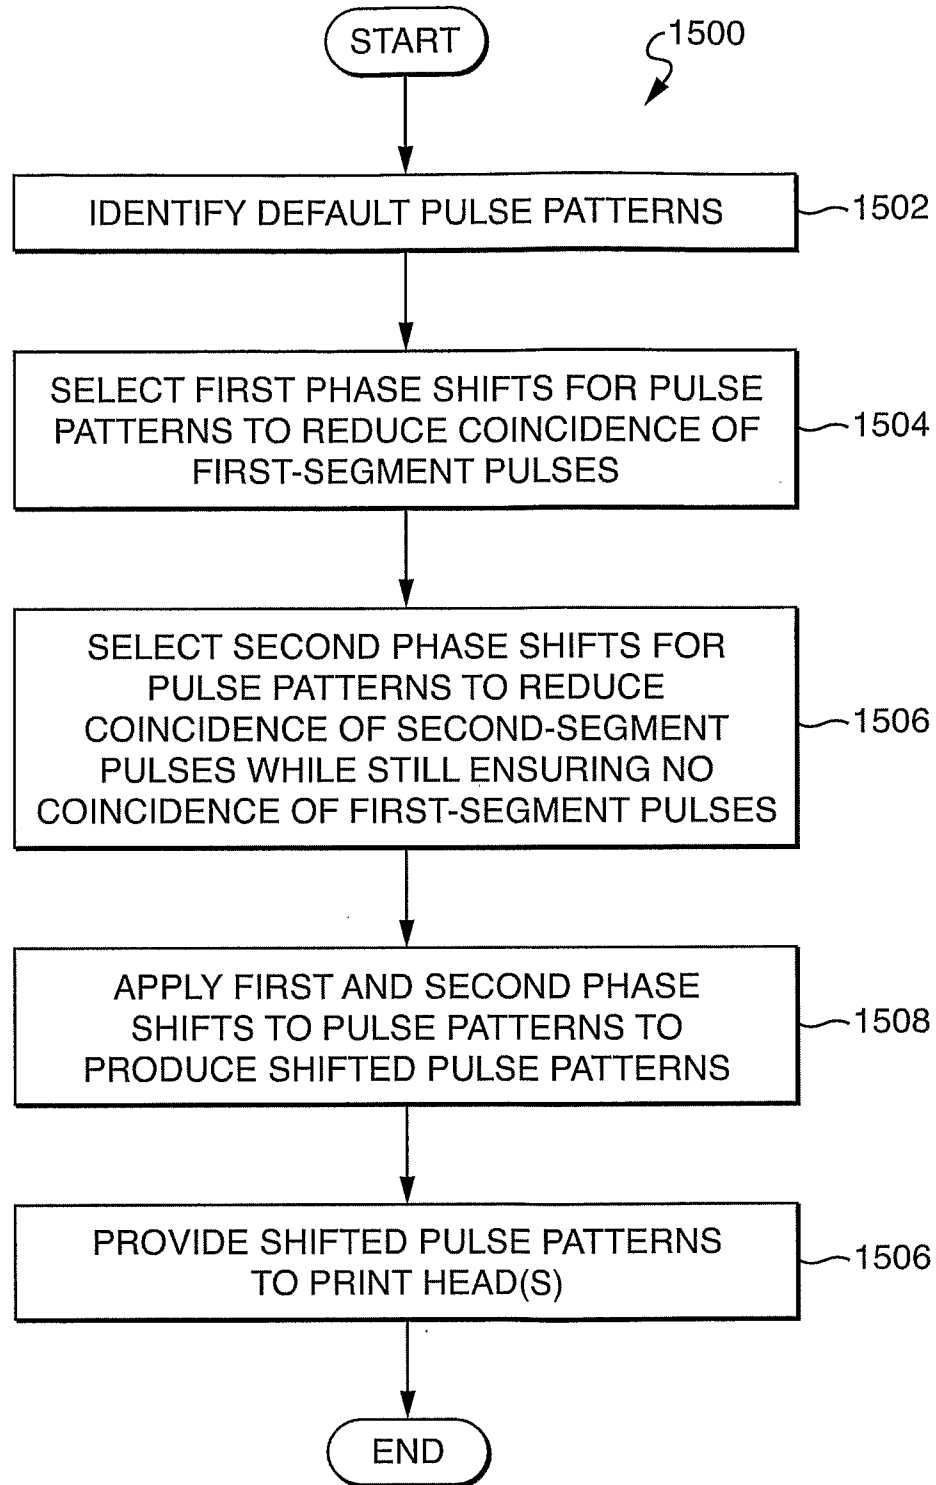 START
1500
IDENTIFY DEFAULT PULSE PATTERNS
1502
SELECT FIRST PHASE SHIFTS FOR PULSE
PATTERNS TO REDUCE COINCIDENCE OF
FIRST-SEGMENT PULSES
1504
SELECT SECOND PHASE SHIFTS FOR
PULSE PATTERNS TO REDUCE
COINCIDENCE OF SECOND-SEGMENT
PULSES WHILE STILL ENSURING NO
COINCIDENCE OF FIRST-SEGMENT PULSES
1506
APPLY FIRST AND SECOND PHASE
SHIFTS TO PULSE PATTERNS TO
PRODUCE SHIFTED PULSE PATTERNS
1508
PROVIDE SHIFTED PULSE PATTERNS
TO PRINT HEAD(S)
1506
END